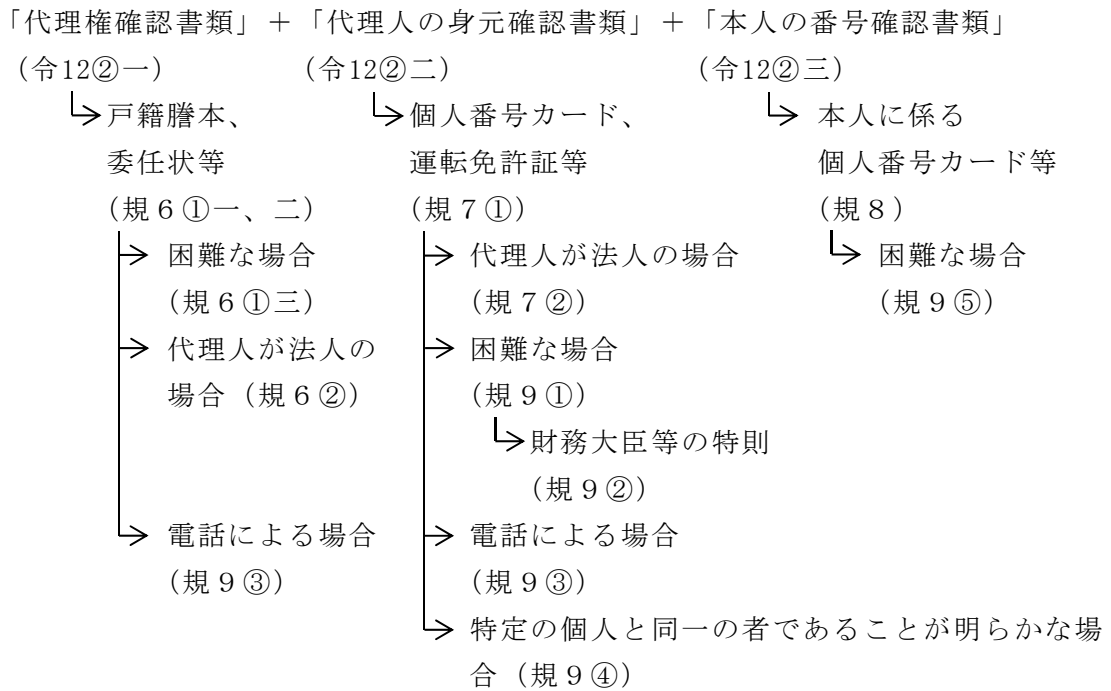 「代理権確認書類」＋「代理人の身元確認書類」＋「本人の番号確認書類」
（令12②一） （令12②二） （令12②三）
戸籍謄本、 個人番号カード、 本人に係る
委任状等 運転免許証等 個人番号カード等
（規６①一、二） （規７①） （規８）
困難な場合 代理人が法人の場合 困難な場合
（規６①三） （規７②） （規９⑤）
代理人が法人の 困難な場合
場合（規６②） （規９①）
財務大臣等の特則
（規９②）
電話による場合 電話による場合
（規９③） （規９③）
特定の個人と同一の者であることが明らかな場
合（規９④）